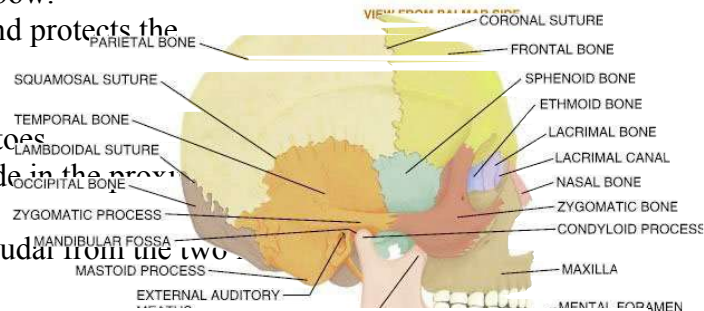 VIEW FROM PALMAR SIDE
CORONAL SUTURE
nd protects the
PARIETAL BONE
FRONTAL BONE
SQUAMOSAL SUTURE
SPHENOID BONE
ETHMOID BONE
TEMPORAL BONE
LACRIMAL BONE
toes
LAMBDOIDAL SUTURE
LACRIMAL CANAL
de in the
OCCIPITAL BONE
NASAL BONE
ZYGOMATIC PROCESS
ZYGOMATIC BONE
CONDYLOID PROCESS
MANDIBULAR FOSSA
udal from the two
MASTOID PROCESS
MAXILLA
EXTERNAL AUDITORY
MEATUS
MENTAL FORAMEN